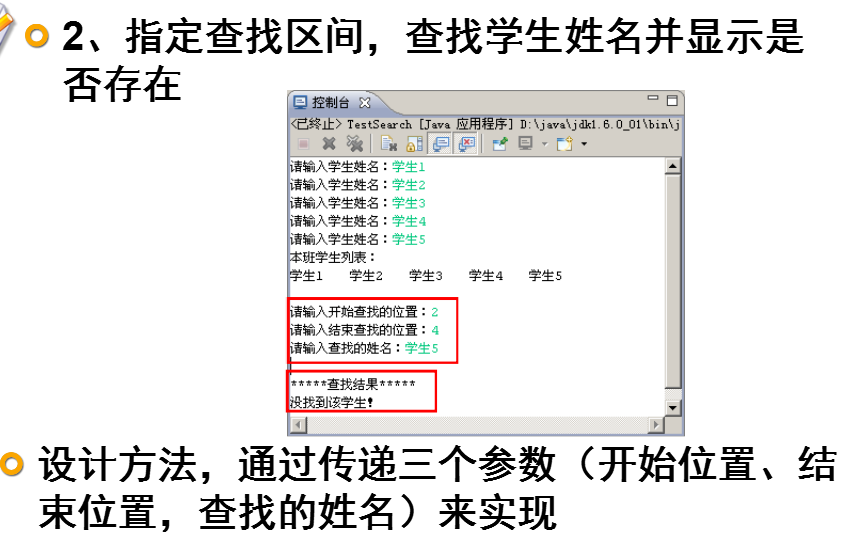 2、指定查找区间，查找学生姓名并显示是
否存在
控制台
<已终止> TestSearch [Java 应用程序] D:\java\jdk1.6.0_01\bin\j
请输入学生姓名：学生1
请输入学生姓名：学生2
请输入学生姓名：学生3
请输入学生姓名：学生4
请输入学生姓名：学生5
本班学生列表：
学生1 学生2 学生3 学生4 学生5
请输入开始查找的位置：2
请输入结束查找的位置：4
请输入查找的姓名：学生5
*****查找结果*****
没找到该学生！
设计方法，通过传递三个参数（开始位置、结
束位置，查找的姓名）来实现